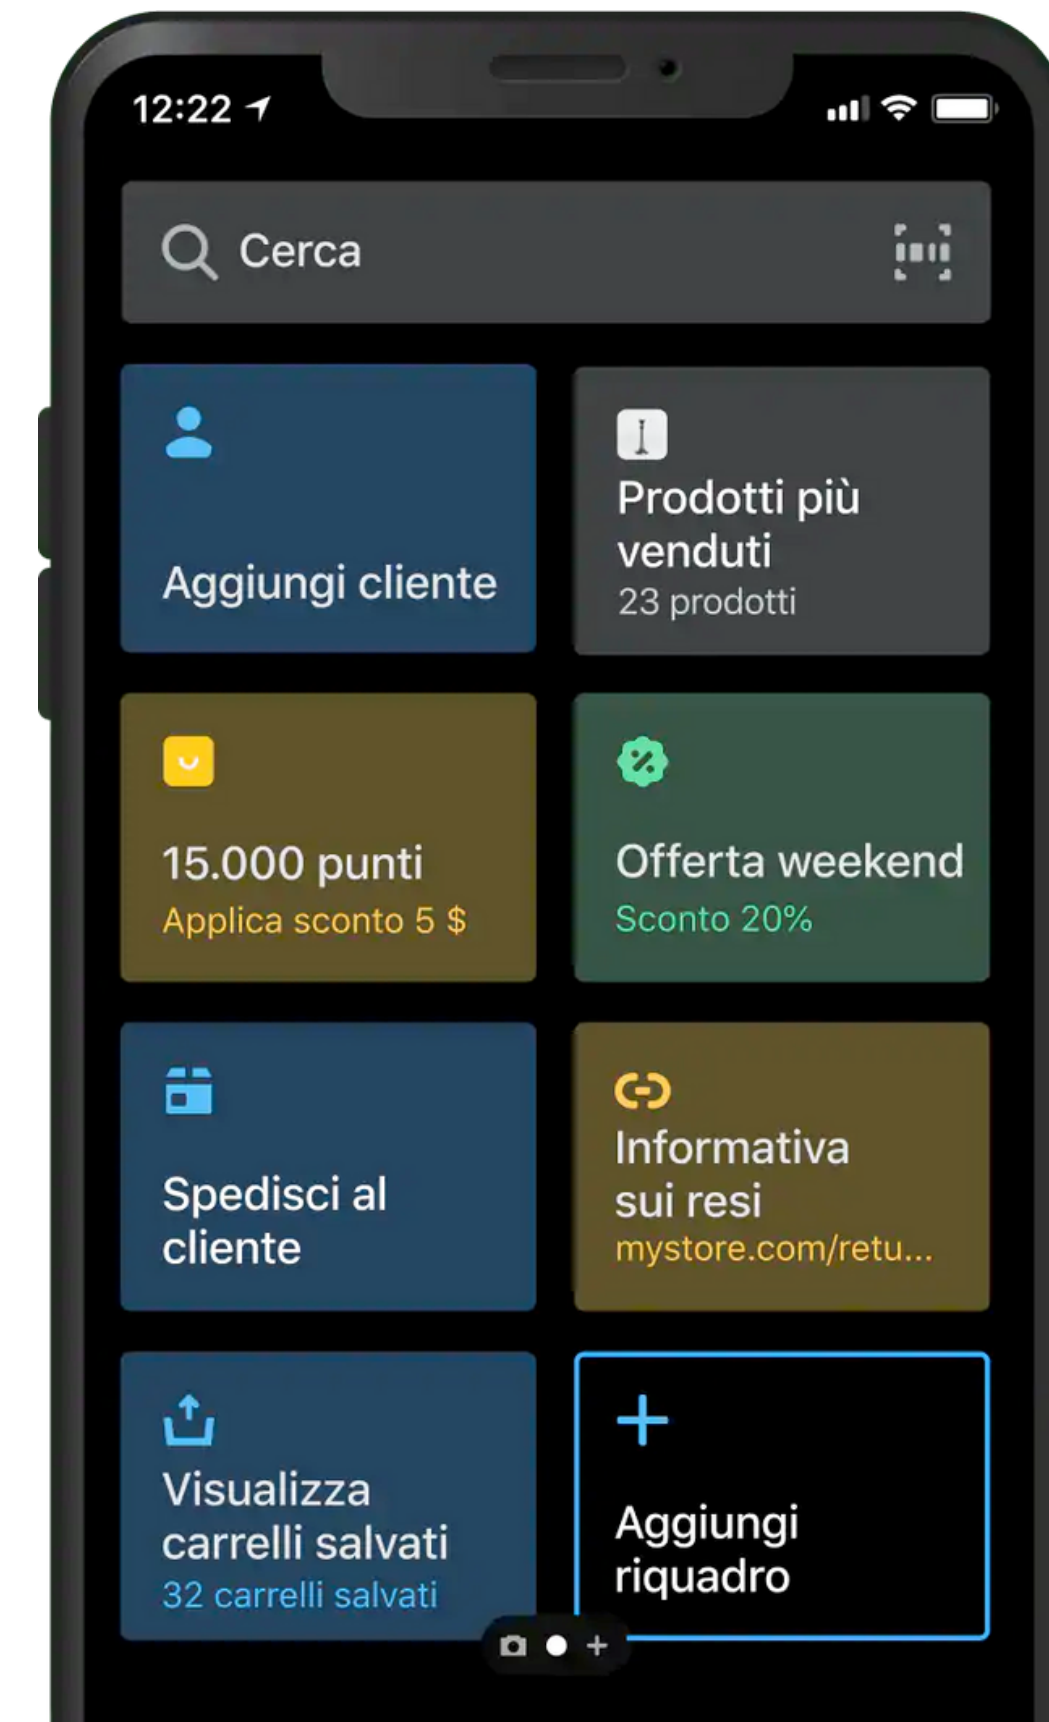 12:22
Cerca
Aggiungi cliente
Prodotti più
venduti
23 prodotti
15.000 punti
Applica sconto 5 $
Offerta weekend
Sconto 20%
Spedisci al
cliente
Informativa
sui resi
mystore.com/retu...
Visualizza
carrelli salvati
32 carrelli salvati
Aggiungi
riquadro